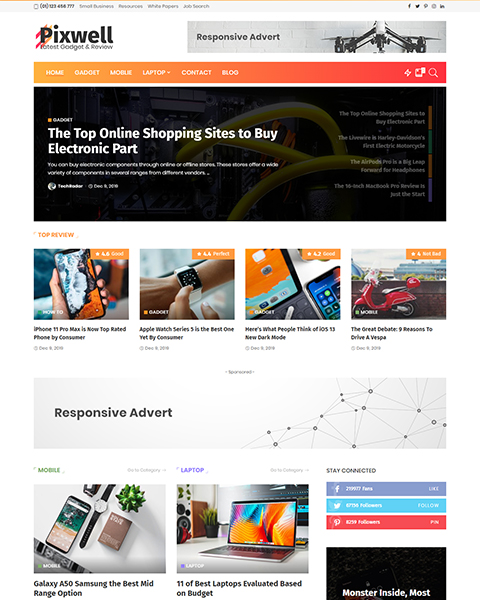 (01) 123 456 777 Small Business Resources White Papers Job Search
Pixwell
Latest Gadget & Review
Responsive Advert
HOME GADGET MOBILE LAPTOP CONTACT BLOG
GADGET
The Top Online Shopping Sites to Buy
Electronic Part
You can buy electronic components through online or offline stores. These stores offer a wide
variety of components in several ranges from different vendors. ...
TechRador Dec 9, 2019
The Top Online Shopping Sites to
Buy Electronic Part
The Livewire is Harley-Davidson's
First Electric Motorcycle
The AirPods Pro is a Big Leap
Forward for Headphones
The 16-Inch MacBook Pro Review is
Just the Start
TOP REVIEW
4.6 Good
HOW TO
iPhone 11 Pro Max is Now Top Rated
Phone by Consumer
Dec 9, 2019
4.4 Perfect
GADGET
Apple Watch Series 5 is the Best One
Yet By Consumer
Dec 9, 2019
4.2 Good
GADGET
Here's What People Think of iOS 13
New Dark Mode
Dec 9, 2019
4 Not Bad
MOBILE
The Great Debate: 9 Reasons To
Drive A Vespa
Dec 9, 2019
- Sponsored -
Responsive Advert
MOBILE Go to Category
MOBILE
Galaxy A50 Samsung the Best Mid
Range Option
LAPTOP Go to Category
LAPTOP
11 of Best Laptops Evaluated Based
on Budget
STAY CONNECTED
219977 Fans LIKE
67196 Followers FOLLOW
8259 Followers PIN
Monster Inside, Most